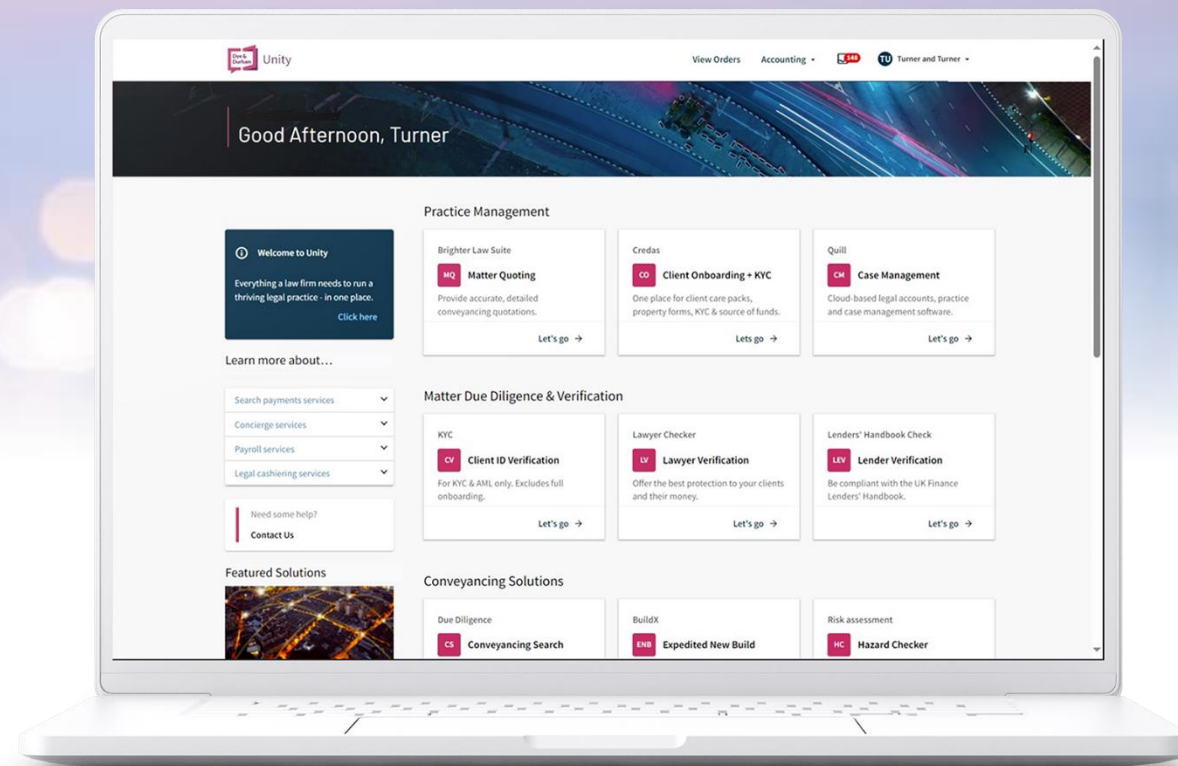 Dye &
Durham
Unity
View Orders
Accounting
148
TU
Turner and Turner
Good Afternoon, Turner
Welcome to Unity
Everything a law firm needs to run a
thriving legal practice - in one place.
Click here
Learn more about...
Search payments services
Concierge services
Payroll services
Legal cashiering services
Need some help?
Contact Us
Featured Solutions
Practice Management
Brighter Law Suite
MQ Matter Quoting
Provide accurate, detailed
conveyancing quotations.
Let's go →
Credas
CO Client Onboarding + KYC
One place for client care packs,
property forms, KYC & source of funds.
Lets go →
Quill
CM Case Management
Cloud-based legal accounts, practice
and case management software.
Let's go →
Matter Due Diligence & Verification
KYC
CV Client ID Verification
For KYC & AML only. Excludes full
onboarding.
Let's go →
Lawyer Checker
LV Lawyer Verification
Offer the best protection to your clients
and their money.
Let's go →
Lenders' Handbook Check
LEV Lender Verification
Be compliant with the UK Finance
Lenders' Handbook.
Let's go →
Conveyancing Solutions
Due Diligence
CS Conveyancing Search
BuildX
ENB Expedited New Build
Risk assessment
HC Hazard Checker